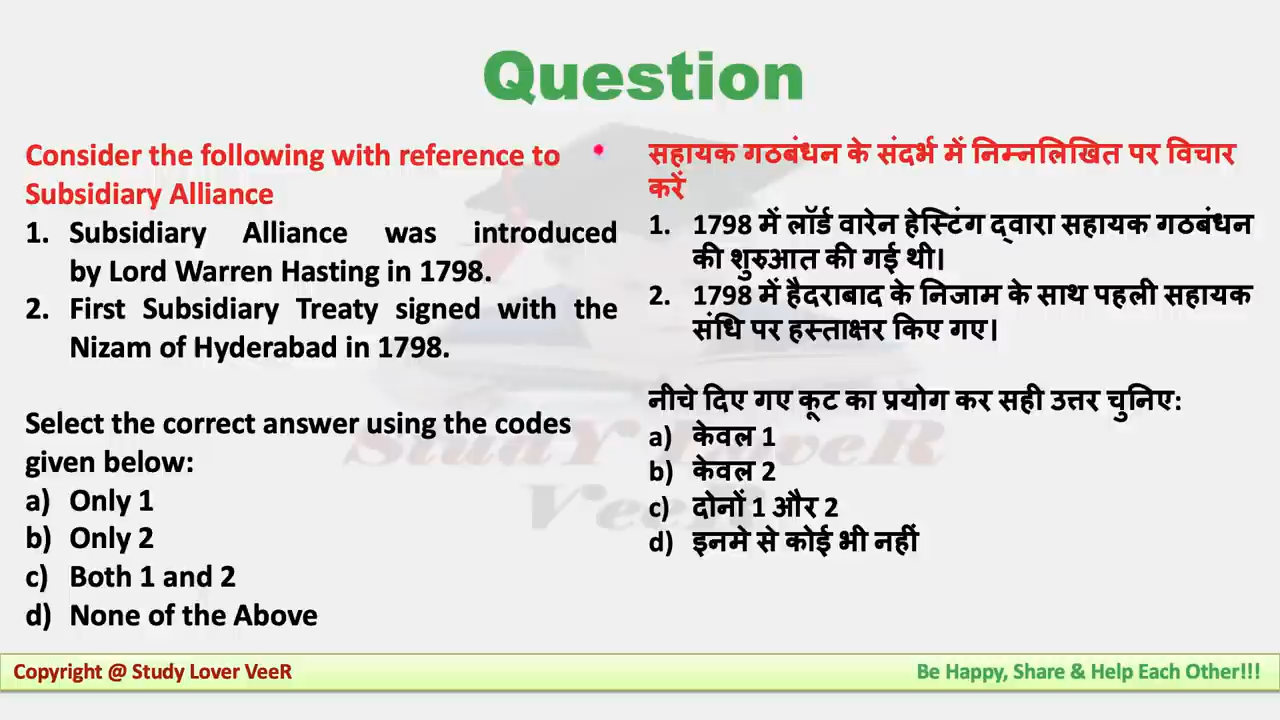 Question
Consider the following with reference to
Subsidiary Alliance
1. Subsidiary Alliance was introduced
by Lord Warren Hasting in 1798.
2. First Subsidiary Treaty signed with the
Nizam of Hyderabad in 1798.
Select the correct answer using the codes
given below:
a) Only 1
b) Only 2
c) Both 1 and 2
d) None of the Above
सहायक गठबंधन के संदर्भ में निम्नलिखित पर विचार
करें
1. 1798 में लॉर्ड वारेन हेस्टिंग द्वारा सहायक गठबंधन
की शुरुआत की गई थी।
2. 1798 में हैदराबाद के निजाम के साथ पहली सहायक
संधि पर हस्ताक्षर किए गए।
नीचे दिए गए कूट का प्रयोग कर सही उत्तर चुनिए:
a) केवल 1
b) केवल 2
c) दोनों 1 और 2
d) इनमे से कोई भी नहीं
StudY LoveR
VeeR
Copyright @ Study Lover VeeR
Be Happy, Share & Help Each Other!!!